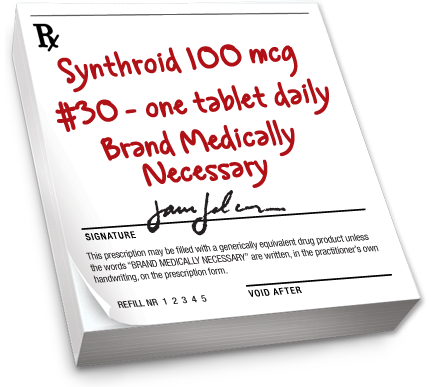 Rx
Synthroid 100 mcg
#30 - one tablet daily
Brand Medically
Necessary
SIGNATURE
This prescription may be filled with a generically equivalent drug product unless
the words "BRAND MEDICALLY NECESSARY" are written, in the practitioner's own
handwriting, on the prescription form.
REFILL NR 1 2 3 4 5
VOID AFTER